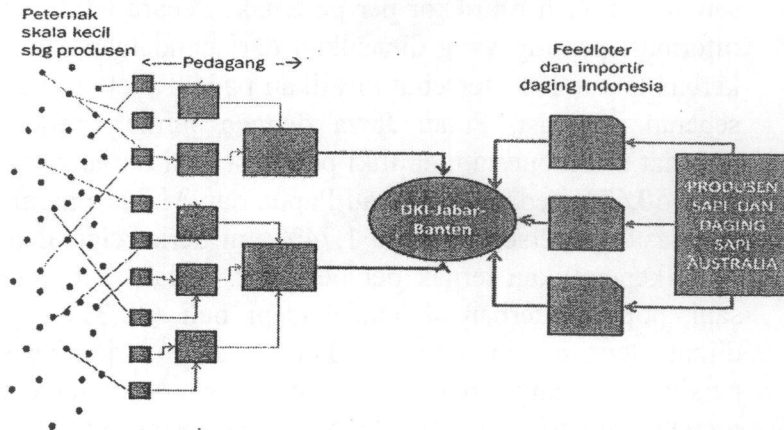 Peternak
skala kecil
sbg produsen
Pedagang
Feedloter
dan importir
daging Indonesia
DKI-Jabar-
Banten
PRODUSEN
SAPI DAN
DAGING
SAPI
AUSTRALIA